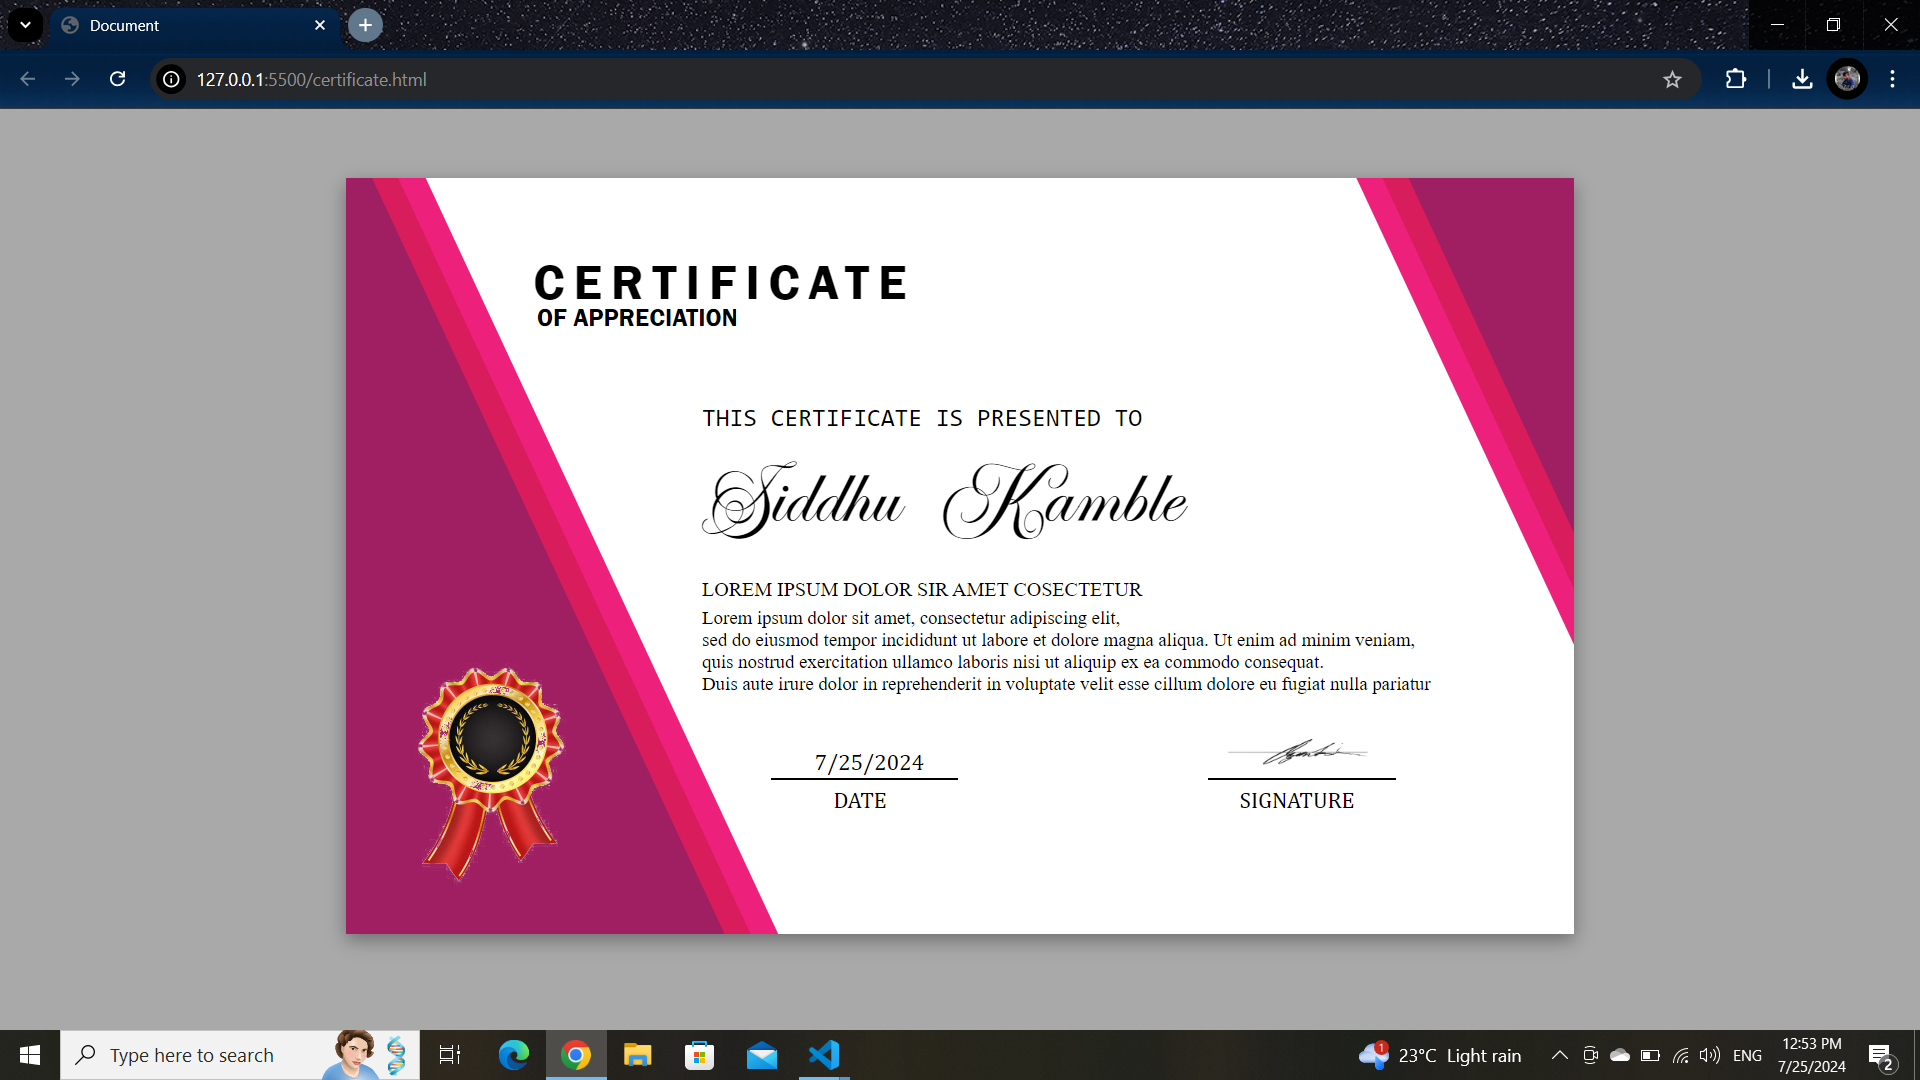 Document
127.0.0.1:5500/certificate.html
CERTIFICATE
OF APPRECIATION
THIS CERTIFICATE IS PRESENTED TO
Siddhu Kamble
LOREM IPSUM DOLOR SIR AMET COSECTETUR
Lorem ipsum dolor sit amet, consectetur adipiscing elit,
sed do eiusmod tempor incididunt ut labore et dolore magna aliqua. Ut enim ad minim veniam,
quis nostrud exercitation ullamco laboris nisi ut aliquip ex ea commodo consequat.
Duis aute irure dolor in reprehenderit in voluptate velit esse cillum dolore eu fugiat nulla pariatur
7/25/2024
DATE
SIGNATURE
Type here to search
1
23°C Light rain
ENG
12:53 PM
7/25/2024
2